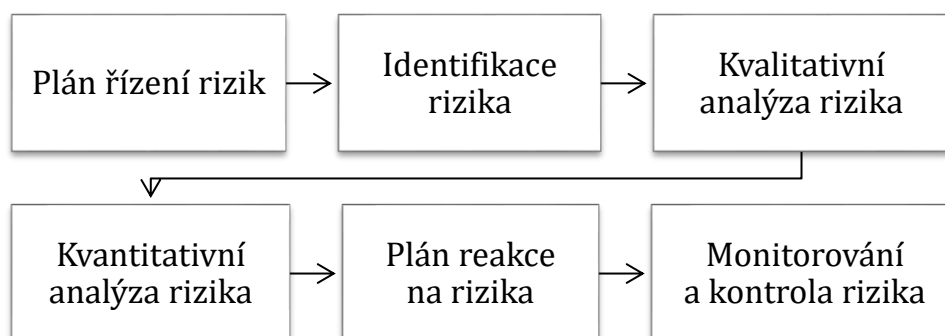 Plán řízení rizik
Identifikace
rizika
Kvalitativní
analýza rizika
Kvantitativní
analýza rizika
Plán reakce
na rizika
Monitorování
a kontrola rizika